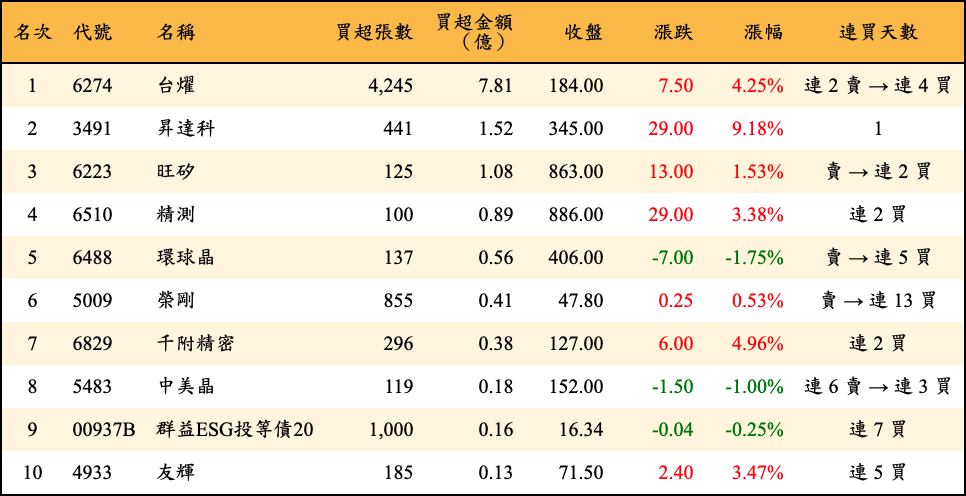 名次 代號 名稱 買超張數 買超金額（億） 收盤 漲跌 漲幅 連買天數
1 6274 台燿 4,245 7.81 184.00 7.50 4.25% 連 2 賣 → 連 4 買
2 3491 昇達科 441 1.52 345.00 29.00 9.18% 1
3 6223 旺矽 125 1.08 863.00 13.00 1.53% 賣 → 連 2 買
4 6510 精測 100 0.89 886.00 29.00 3.38% 連 2 買
5 6488 環球晶 137 0.56 406.00 -7.00 -1.75% 賣 → 連 5 買
6 5009 榮剛 855 0.41 47.80 0.25 0.53% 賣 → 連 13 買
7 6829 千附精密 296 0.38 127.00 6.00 4.96% 連 2 買
8 5483 中美晶 119 0.18 152.00 -1.50 -1.00% 連 6 賣 → 連 3 買
9 00937B 群益ESG投等債20 1,000 0.16 16.34 -0.04 -0.25% 連 7 買
10 4933 友輝 185 0.13 71.50 2.40 3.47% 連 5 買